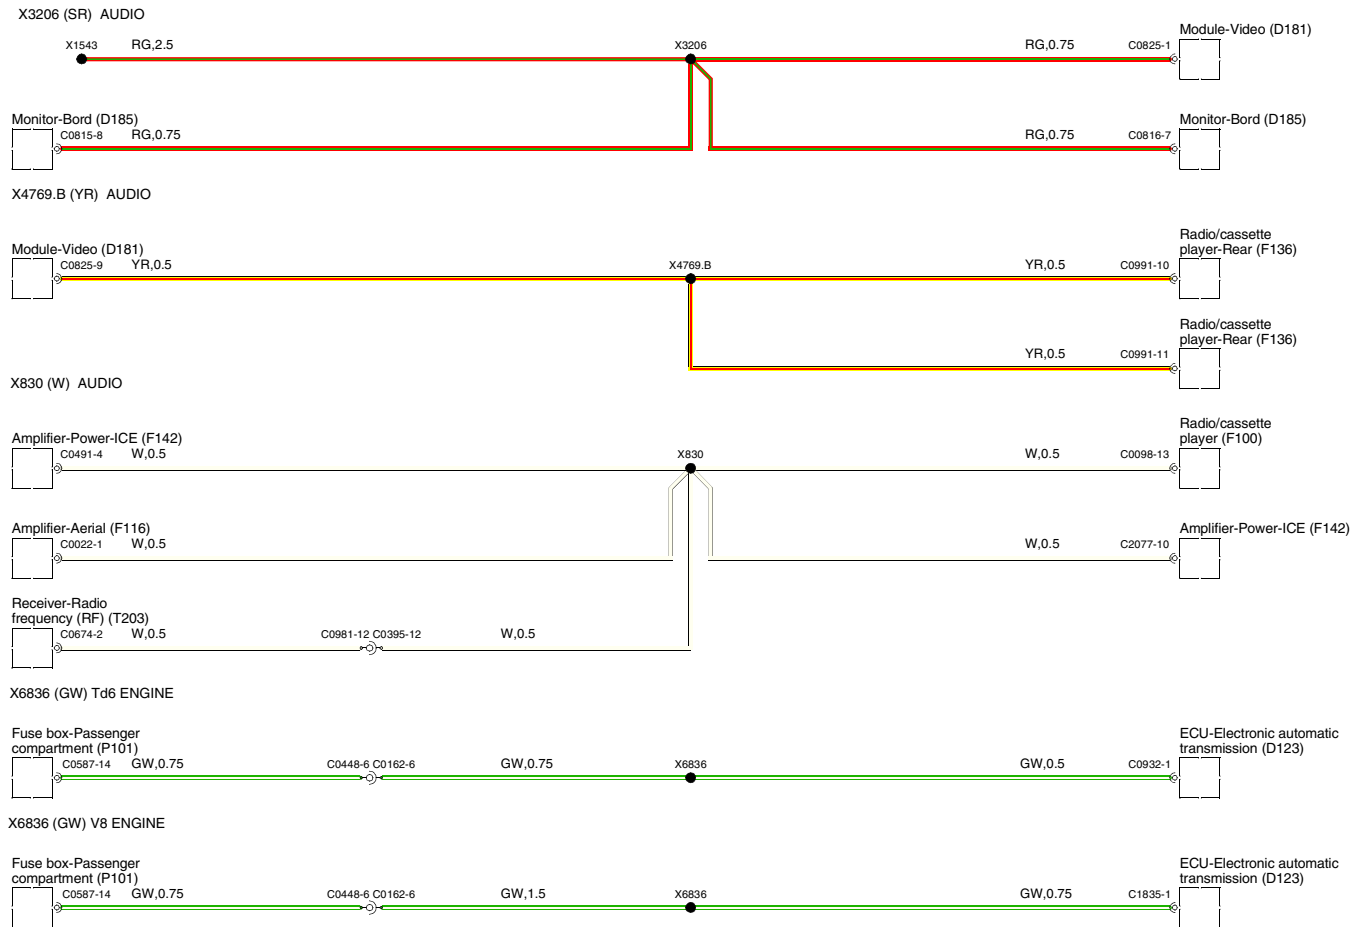 X3206 (SR) AUDIO
X1543 RG,2.5 X3206 RG,0.75 C0825-1 Module-Video (D181)
Monitor-Bord (D185)
C0815-8 RG,0.75 RG,0.75 C0816-7 Monitor-Bord (D185)
X4769.B (YR) AUDIO
Module-Video (D181)
C0825-9 YR,0.5 X4769.B YR,0.5 C0991-10
Radio/cassette
player-Rear (F136)
YR,0.5 C0991-11
Radio/cassette
player-Rear (F136)
X830 (W) AUDIO
Amplifier-Power-ICE (F142)
C0491-4 W,0.5 X830 W,0.5 C0098-13
Radio/cassette
player (F100)
Amplifier-Aerial (F116)
C0022-1 W,0.5 W,0.5 C2077-10 Amplifier-Power-ICE (F142)
Receiver-Radio
frequency (RF) (T203)
C0674-2 W,0.5 C0981-12 C0395-12 W,0.5
X6836 (GW) Td6 ENGINE
Fuse box-Passenger
compartment (P101)
C0587-14 GW,0.75 C0448-6 C0162-6 GW,0.75 X6836 GW,0.5 C0932-1
ECU-Electronic automatic
transmission (D123)
X6836 (GW) V8 ENGINE
Fuse box-Passenger
compartment (P101)
C0587-14 GW,0.75 C0448-6 C0162-6 GW,1.5 X6836 GW,0.75 C1835-1
ECU-Electronic automatic
transmission (D123)